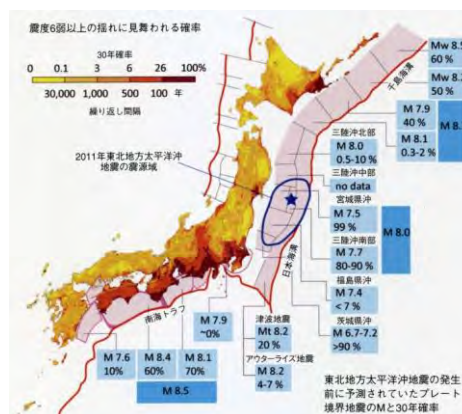 震度6弱以上の揺れに見舞われる確率
30年確率
0 0.1 3 6 26 100%
30,000 1,000 500 100 年
繰り返し間隔
2011年東北地方太平洋沖
地震の震源域
千島海溝
Mw 8.5
60 %
Mw 8.2
50 %
M 7.9
40 %
M 8.1
0.3-2 %
M 8.
三陸沖北部
M 8.0
0.5-10 %
三陸沖中部
no data
宮城県沖
M 7.5
99 %
三陸沖南部
M 7.7
80-90 %
M 8.0
福島県沖
M 7.4
< 7 %
茨城県沖
M 6.7-7.2
>90 %
日本海溝
津波地震
Mt 8.2
20 %
アウターライズ地震
M 8.2
4-7 %
南海トラフ
M 7.9
~0%
M 7.6
10%
M 8.4
60%
M 8.1
70%
M 8.5
東北地方太平洋沖地震の発生
前に予測されていたプレート
境界地震のMと30年確率